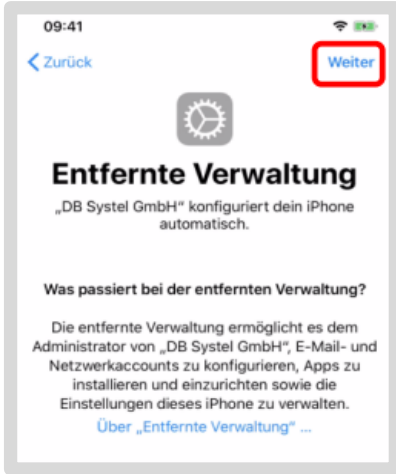 09:41
Zurück
Weiter
Entfernte Verwaltung
„DB Systel GmbH“ konfiguriert dein iPhone
automatisch.
Was passiert bei der entfernten Verwaltung?
Die entfernte Verwaltung ermöglicht es dem
Administrator von „DB Systel GmbH“, E-Mail- und
Netzwerkaccounts zu konfigurieren, Apps zu
installieren und einzurichten sowie die
Einstellungen dieses iPhone zu verwalten.
Über „Entfernte Verwaltung“ ...